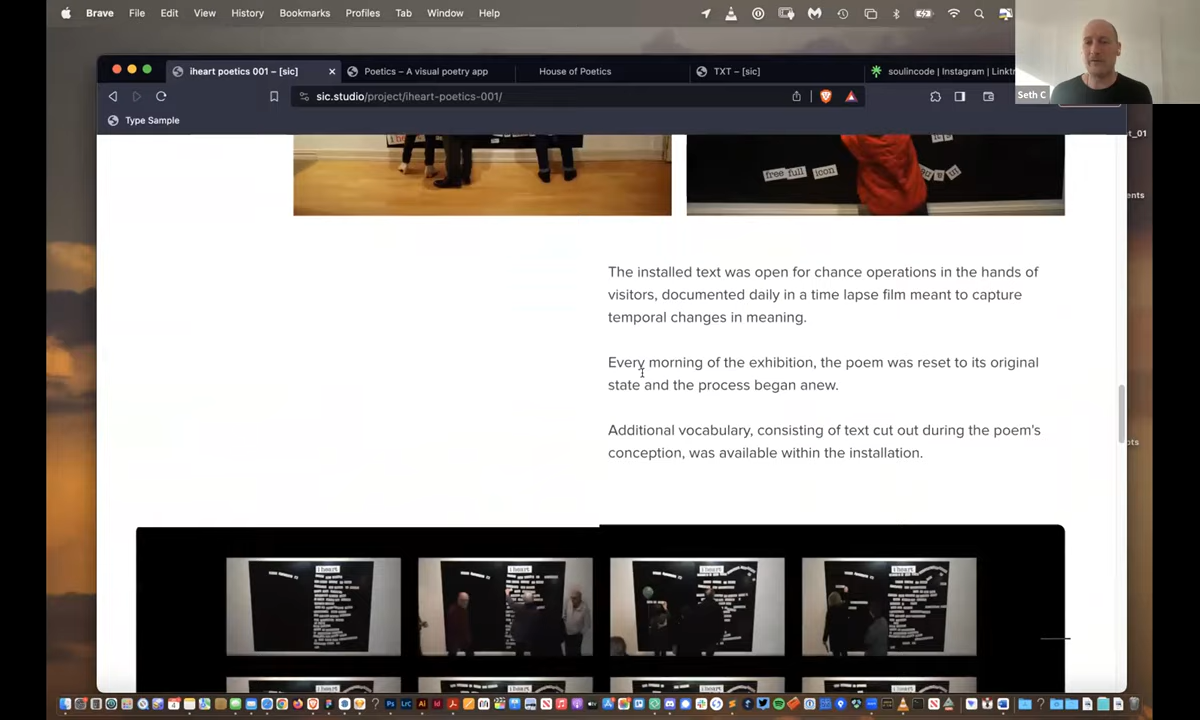 Brave File Edit View History Bookmarks Profiles Tab Window Help
iheart poetics 001 – [sic] Poetics – A visual poetry app House of Poetics TXT – [sic] soulincode | Instagram | Linktr
sic.studio/project/iheart-poetics-001/
Seth C
Type Sample
free full icon
The installed text was open for chance operations in the hands of
visitors, documented daily in a time lapse film meant to capture
temporal changes in meaning.
Every morning of the exhibition, the poem was reset to its original
state and the process began anew.
Additional vocabulary, consisting of text cut out during the poem's
conception, was available within the installation.
i heart i heart i heart i heart